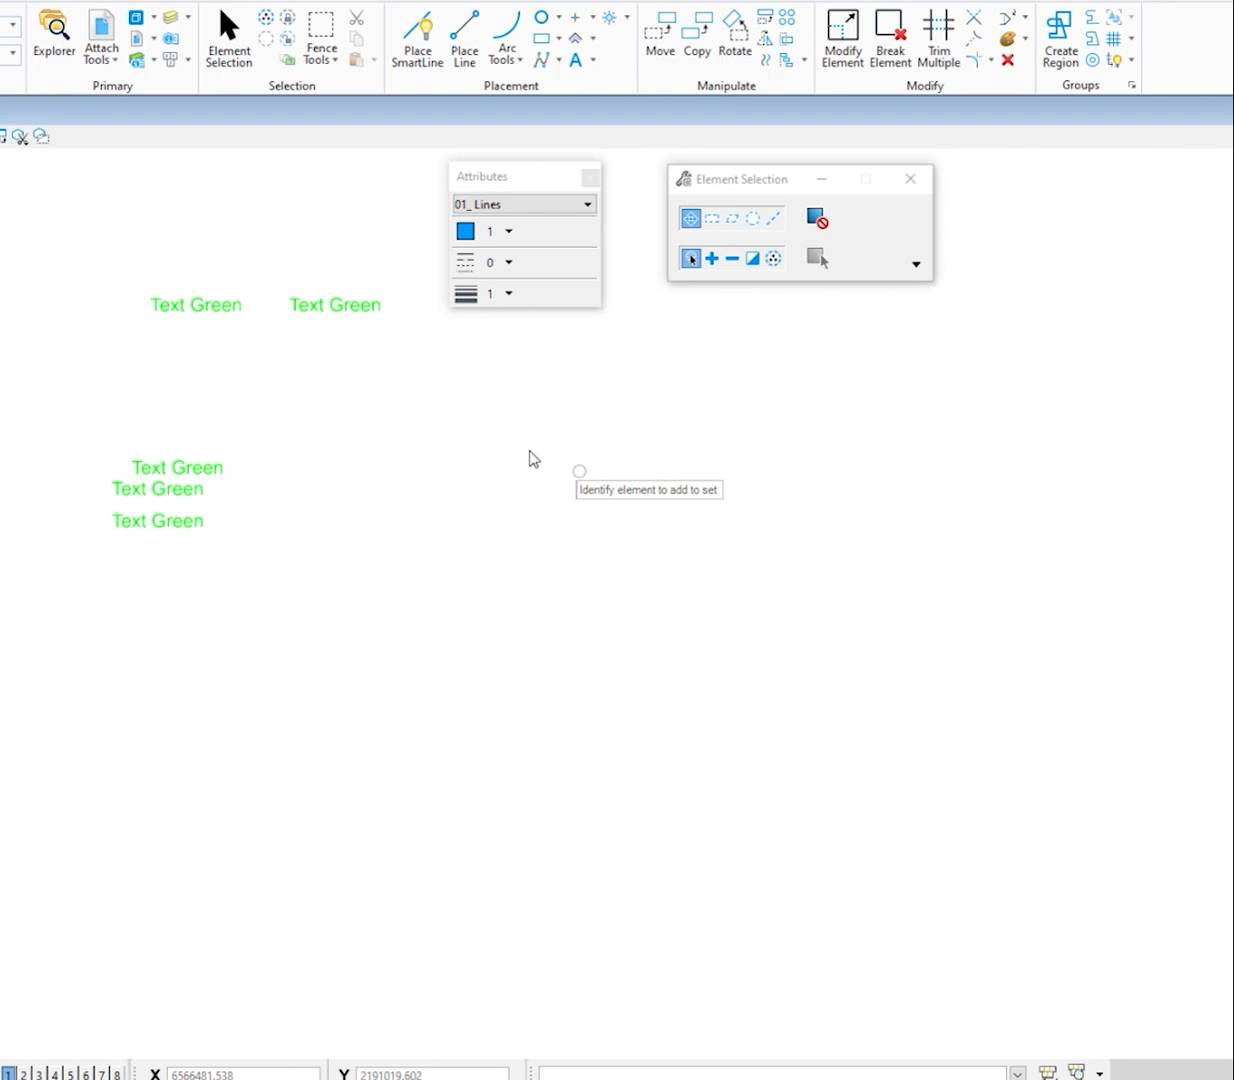 Explorer
Attach Tools
Primary
Element Selection
Fence Tools
Selection
Place SmartLine
Place Line
Arc Tools
Placement
Move
Copy
Rotate
Manipulate
Modify Element
Break Element
Trim Multiple
Modify
Create Region
Groups
Attributes
01_ Lines
1
0
1
Element Selection
Text Green
Text Green
Text Green
Text Green
Text Green
Identify element to add to set
1 2 3 4 5 6 7 8
X 6566481.538
Y 2191019.602